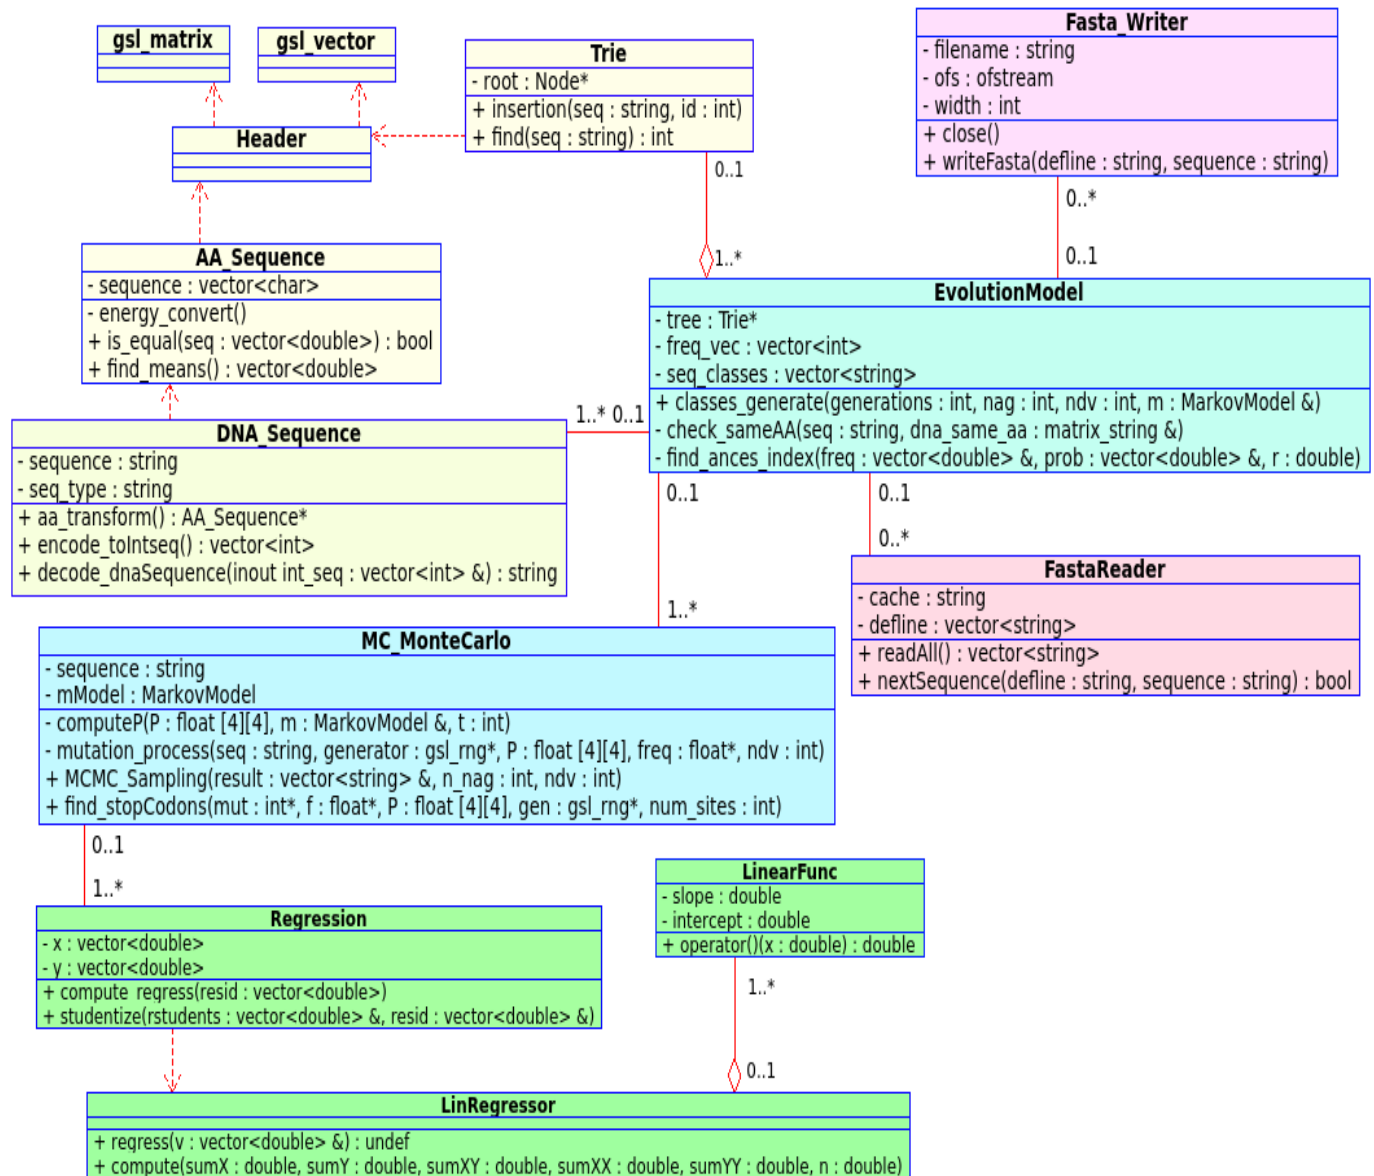 gsl_matrix
gsl_vector
Header
Trie
- root : Node*
+ insertion(seq : string, id : int)
+ find(seq : string) : int
0..1
1..*
Fasta_Writer
- filename : string
- ofs : ofstream
- width : int
+ close()
+ writeFasta(defline : string, sequence : string)
0..*
0..1
AA_Sequence
- sequence : vector<char>
- energy_convert()
+ is_equal(seq : vector<double>) : bool
+ find_means() : vector<double>
EvolutionModel
- tree : Trie*
- freq_vec : vector<int>
- seq_classes : vector<string>
+ classes_generate(generations : int, nag : int, ndv : int, m : MarkovModel &)
- check_sameAA(seq : string, dna_same_aa : matrix_string &)
- find_ances_index(freq : vector<double> &, prob : vector<double> &, r : double)
1..* 0..1
DNA_Sequence
- sequence : string
- seq_type : string
+ aa_transform() : AA_Sequence*
+ encode_toIntseq() : vector<int>
+ decode_dnaSequence(inout int_seq : vector<int> &) : string
0..1
1..*
0..1
0..*
FastaReader
- cache : string
- defline : vector<string>
+ readAll() : vector<string>
+ nextSequence(defline : string, sequence : string) : bool
MC_MonteCarlo
- sequence : string
- mModel : MarkovModel
- computeP(P : float [4][4], m : MarkovModel &, t : int)
- mutation_process(seq : string, generator : gsl_rng*, P : float [4][4], freq : float*, ndv : int)
+ MCMC_Sampling(result : vector<string> &, n_nag : int, ndv : int)
+ find_stopCodons(mut : int*, f : float*, P : float [4][4], gen : gsl_rng*, num_sites : int)
0..1
1..*
Regression
- x : vector<double>
- y : vector<double>
+ compute_regress(resid : vector<double>)
+ studentize(rstudents : vector<double> &, resid : vector<double> &)
LinearFunc
- slope : double
- intercept : double
+ operator()(x : double) : double
1..*
0..1
LinRegressor
+ regress(v : vector<double> &) : undef
+ compute(sumX : double, sumY : double, sumXY : double, sumXX : double, sumYY : double, n : double)